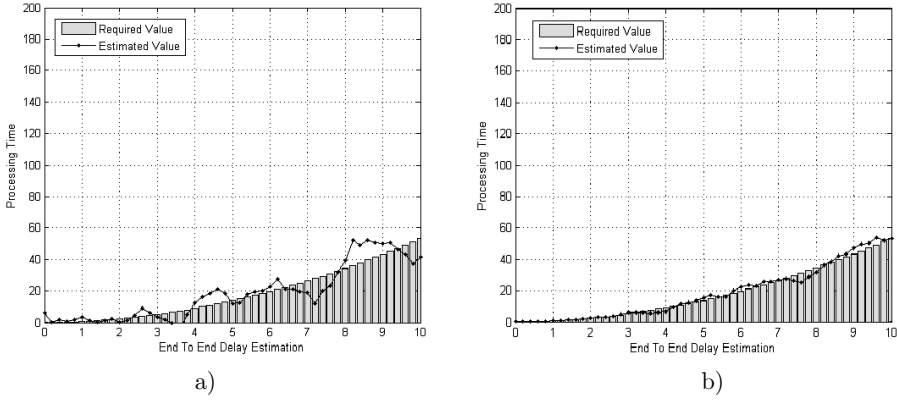 200
180
160
140
120
100
80
60
40
20
0
Processing Time
Required Value
Estimated Value
0 1 2 3 4 5 6 7 8 9 10
End To End Delay Estimation
a)
200
180
160
140
120
100
80
60
40
20
0
Processing Time
Required Value
Estimated Value
0 1 2 3 4 5 6 7 8 9 10
End To End Delay Estimation
b)